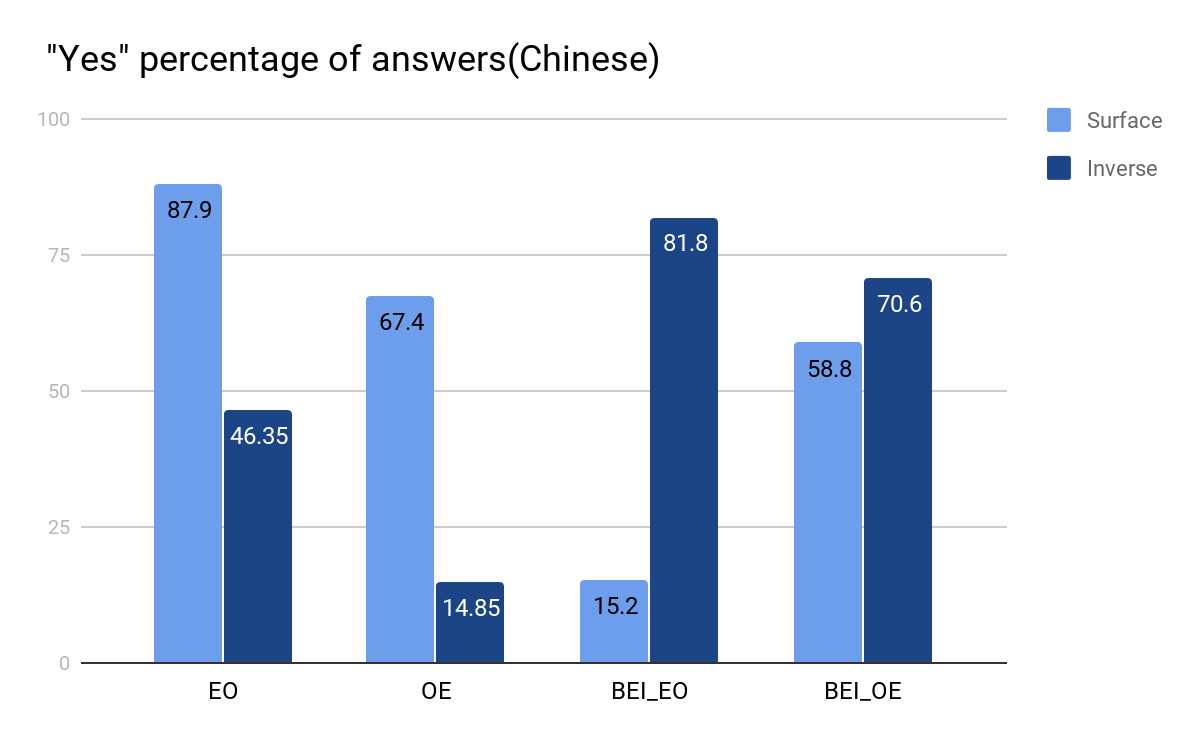 "Yes" percentage of answers(Chinese)
100
75
50
25
0
Surface
Inverse
87.9
46.35
67.4
14.85
15.2
81.8
58.8
70.6
EO
OE
BEI_EO
BEI_OE